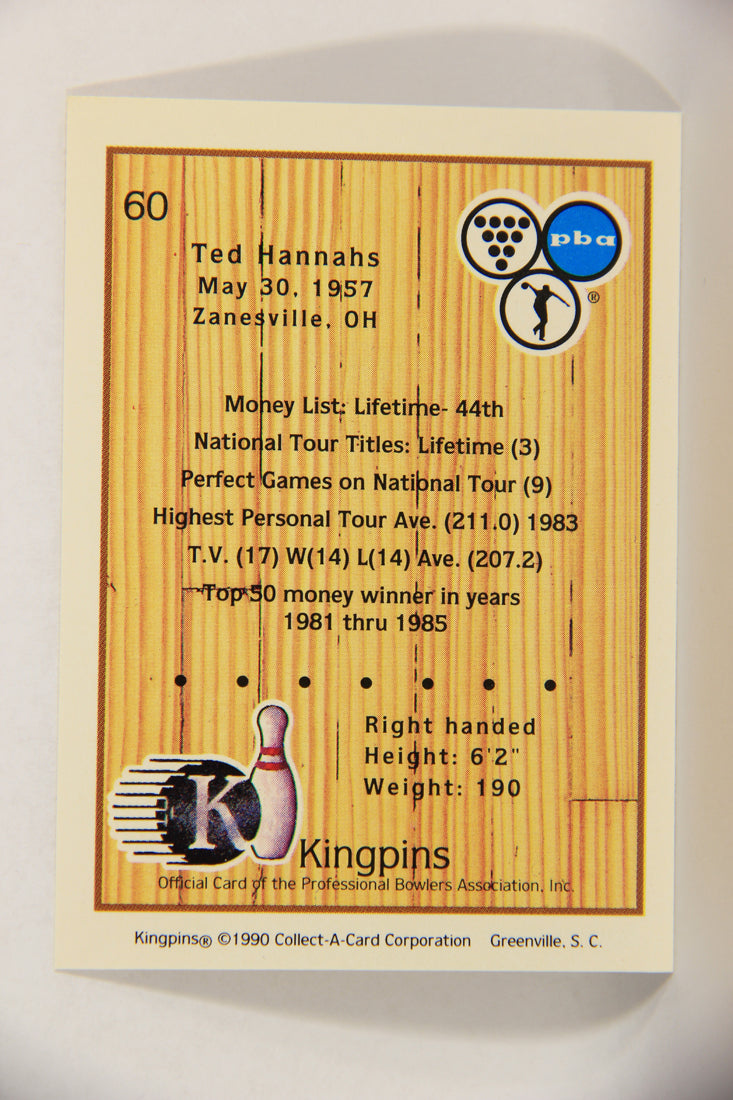 60
pba
®
Ted Hannahs
May 30, 1957
Zanesville, OH
Money List: Lifetime- 44th
National Tour Titles: Lifetime (3)
Perfect Games on National Tour (9)
Highest Personal Tour Ave. (211.0) 1983
T.V. (17) W(14) L(14) Ave. (207.2)
Top 50 money winner in years
1981 thru 1985
Right handed
Height: 6'2"
Weight: 190
K
Kingpins
Official Card of the Professional Bowlers Association, Inc.
Kingpins® ©1990 Collect-A-Card Corporation Greenville, S. C.